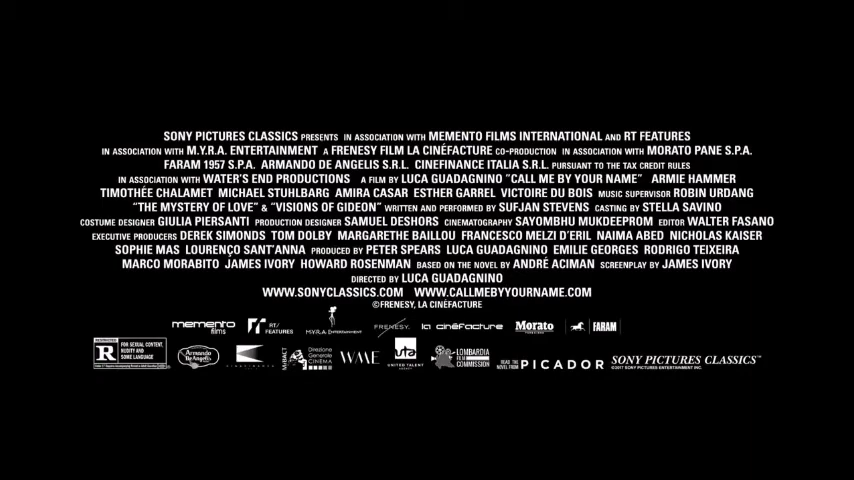 SONY PICTURES CLASSICS PRESENTS IN ASSOCIATION WITH MEMENTO FILMS INTERNATIONAL AND RT FEATURES
IN ASSOCIATION WITH M.Y.R.A. ENTERTAINMENT A FRENESY FILM LA CINÉFACTURE CO-PRODUCTION IN ASSOCIATION WITH MORATO PANE S.P.A.
FARAM 1957 S.P.A. ARMANDO DE ANGELIS S.R.L. CINEFINANCE ITALIA S.R.L. PURSUANT TO THE TAX CREDIT RULES
IN ASSOCIATION WITH WATER'S END PRODUCTIONS A FILM BY LUCA GUADAGNINO "CALL ME BY YOUR NAME" ARMIE HAMMER
TIMOTHÉE CHALAMET MICHAEL STUHLBARG AMIRA CASAR ESTHER GARREL VICTOIRE DU BOIS MUSIC SUPERVISOR ROBIN URDANG
"THE MYSTERY OF LOVE" & "VISIONS OF GIDEON" WRITTEN AND PERFORMED BY SUFJAN STEVENS CASTING BY STELLA SAVINO
COSTUME DESIGNER GIULIA PIERSANTI PRODUCTION DESIGNER SAMUEL DESHORS CINEMATOGRAPHY SAYOMBHU MUKDEEPROM EDITOR WALTER FASANO
EXECUTIVE PRODUCERS DEREK SIMONDS TOM DOLBY MARGARETHE BAILLOU FRANCESCO MELZI D'ERIL NAIMA ABED NICHOLAS KAISER
SOPHIE MAS LOURENÇO SANT'ANNA PRODUCED BY PETER SPEARS LUCA GUADAGNINO EMILIE GEORGES RODRIGO TEIXEIRA
MARCO MORABITO JAMES IVORY HOWARD ROSENMAN BASED ON THE NOVEL BY ANDRÉ ACIMAN SCREENPLAY BY JAMES IVORY
DIRECTED BY LUCA GUADAGNINO
WWW.SONYCLASSICS.COM WWW.CALLMEBYYOURNAME.COM
©FRENESY, LA CINÉFACTURE
memento films RT/ FEATURES M.Y.R.A. ENTERTAINMENT FRENESY. la cinéfacture Morato FARAM
RESTRICTED R FOR SEXUAL CONTENT, NUDITY AND SOME LANGUAGE Armando De Angelis CINEFINANCE MiBACT Direzione Generale CINEMA WME uta UNITED TALENT AGENCY LOMBARDIA FILM COMMISSION READ THE NOVEL FROM PICADOR SONY PICTURES CLASSICS™
©2017 SONY PICTURES ENTERTAINMENT INC.